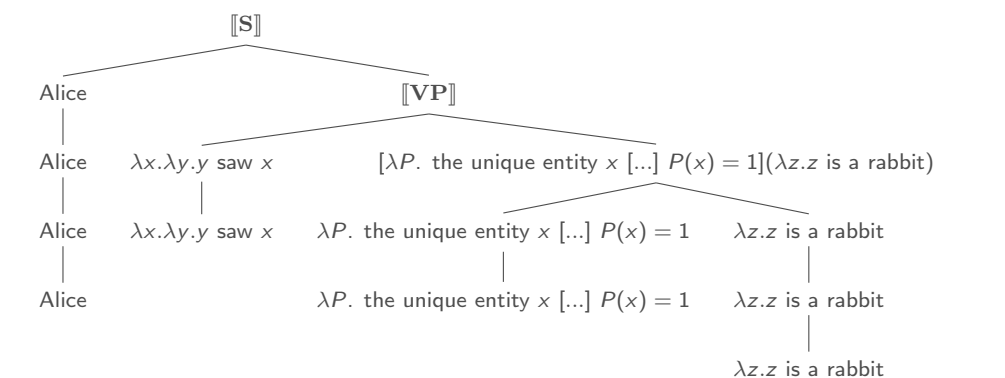 ⟦S⟧
Alice ⟦VP⟧
Alice λx.λy.y saw x [λP. the unique entity x [...] P(x) = 1](λz.z is a rabbit)
Alice λx.λy.y saw x λP. the unique entity x [...] P(x) = 1 λz.z is a rabbit
Alice λP. the unique entity x [...] P(x) = 1 λz.z is a rabbit
λz.z is a rabbit